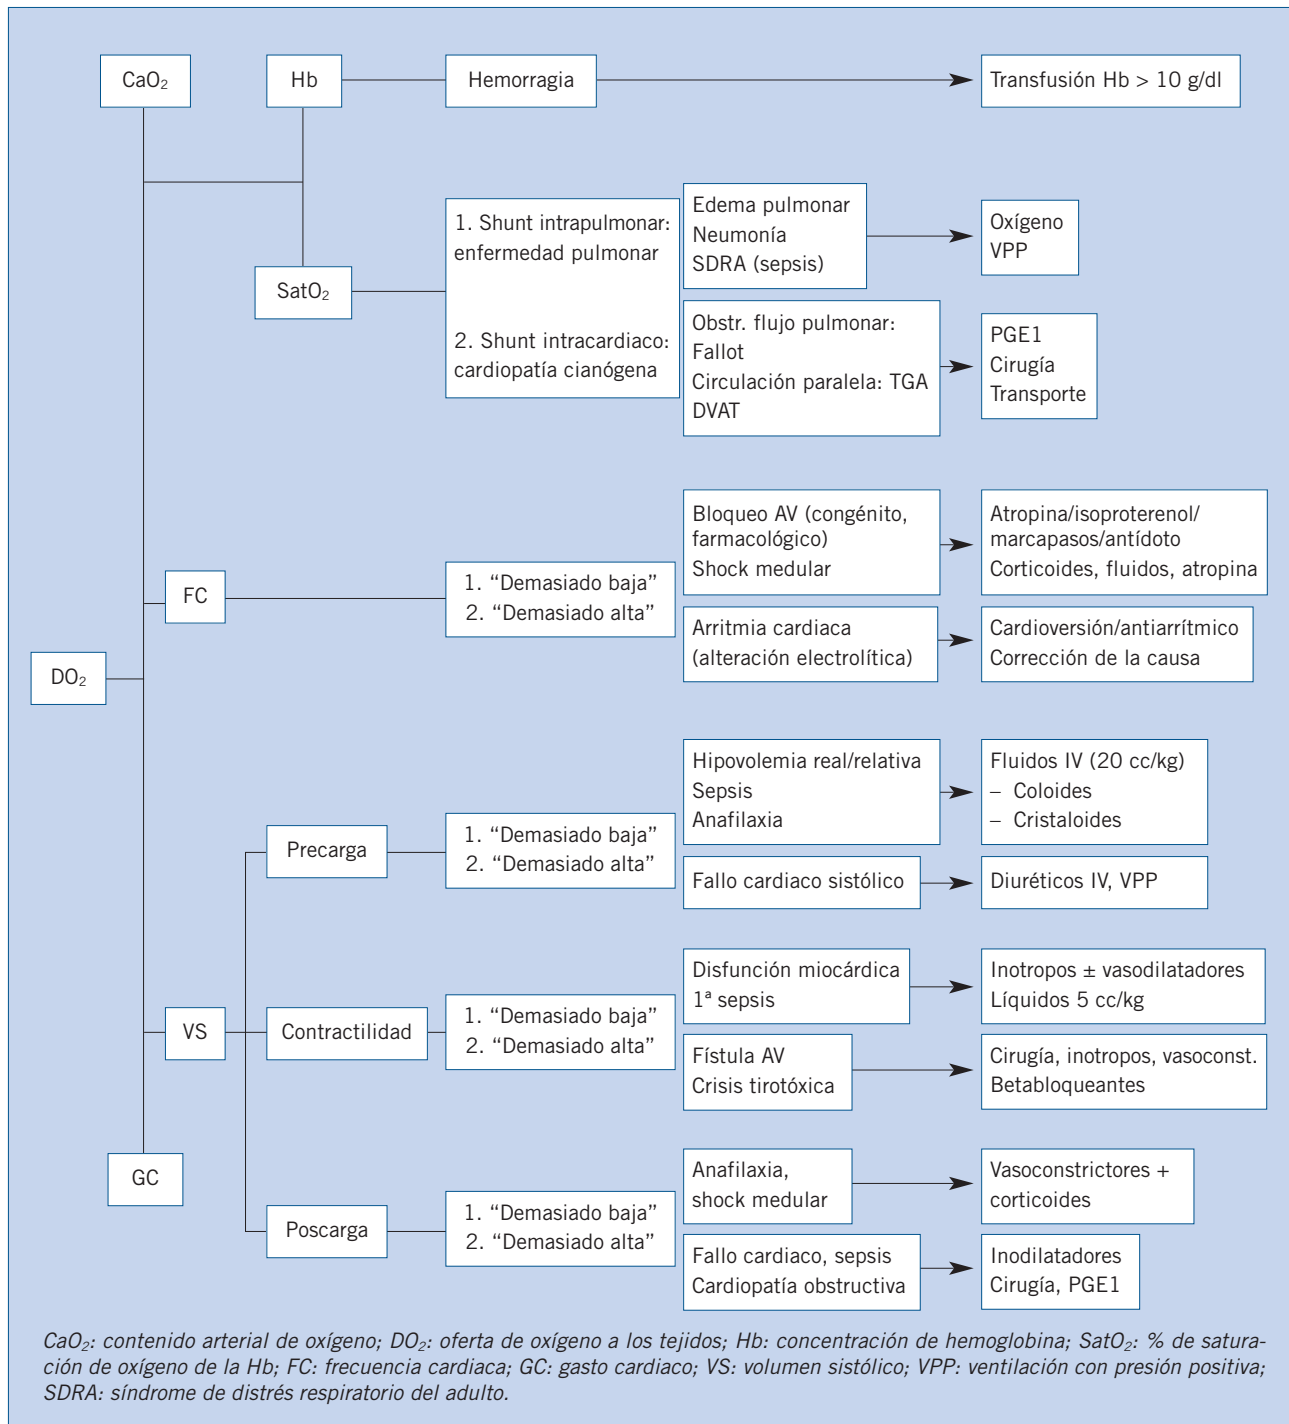 CaO₂
Hb
Hemorragia
Transfusión Hb > 10 g/dl
SatO₂
1. Shunt intrapulmonar:
enfermedad pulmonar
2. Shunt intracardiaco:
cardiopatía cianógena
Edema pulmonar
Neumonía
SDRA (sepsis)
Oxígeno
VPP
Obstr. flujo pulmonar:
Fallot
Circulación paralela: TGA
DVAT
PGE1
Cirugía
Transporte
DO₂
FC
1. “Demasiado baja”
2. “Demasiado alta”
Bloqueo AV (congénito,
farmacológico)
Shock medular
Atropina/isoproterenol/
marcapasos/antídoto
Corticoides, fluidos, atropina
Arritmia cardiaca
(alteración electrolítica)
Cardioversión/antiarrítmico
Corrección de la causa
VS
Precarga
1. “Demasiado baja”
2. “Demasiado alta”
Hipovolemia real/relativa
Sepsis
Anafilaxia
Fluidos IV (20 cc/kg)
– Coloides
– Cristaloides
Fallo cardiaco sistólico
Diuréticos IV, VPP
Contractilidad
1. “Demasiado baja”
2. “Demasiado alta”
Disfunción miocárdica
1ª sepsis
Inotropos ± vasodilatadores
Líquidos 5 cc/kg
Fístula AV
Crisis tirotóxica
Cirugía, inotropos, vasoconst.
Betabloqueantes
GC
Poscarga
1. “Demasiado baja”
2. “Demasiado alta”
Anafilaxia,
shock medular
Vasoconstrictores +
corticoides
Fallo cardiaco, sepsis
Cardiopatía obstructiva
Inodilatadores
Cirugía, PGE1
CaO₂: contenido arterial de oxígeno; DO₂: oferta de oxígeno a los tejidos; Hb: concentración de hemoglobina; SatO₂: % de satura-
ción de oxígeno de la Hb; FC: frecuencia cardiaca; GC: gasto cardiaco; VS: volumen sistólico; VPP: ventilación con presión positiva;
SDRA: síndrome de distrés respiratorio del adulto.